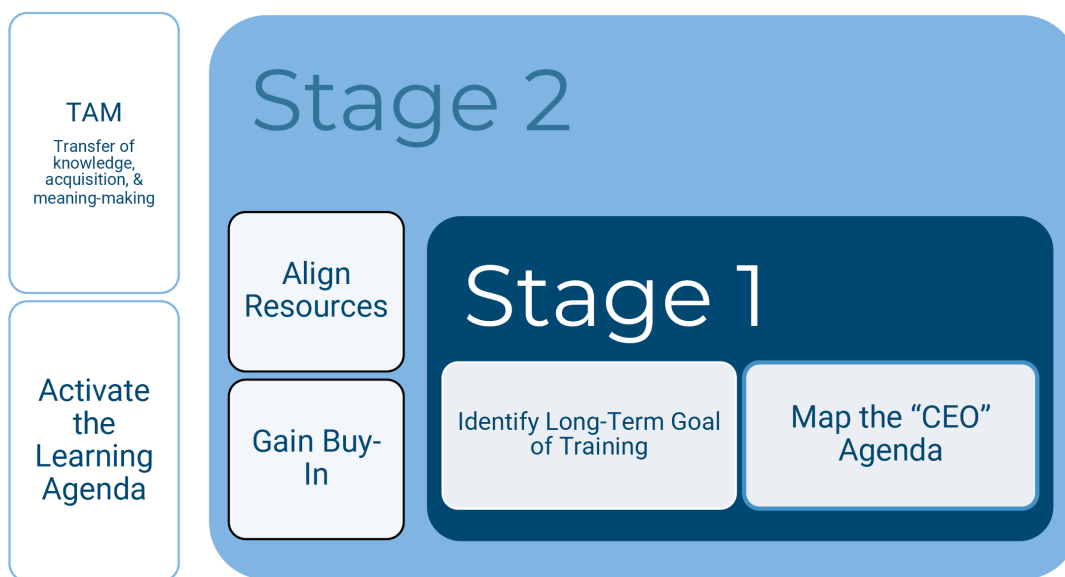 TAM
Transfer of
knowledge,
acquisition, &
meaning-making
Activate
the
Learning
Agenda
Stage 2
Align
Resources
Gain Buy-
In
Stage 1
Identify Long-Term Goal
of Training
Map the “CEO”
Agenda